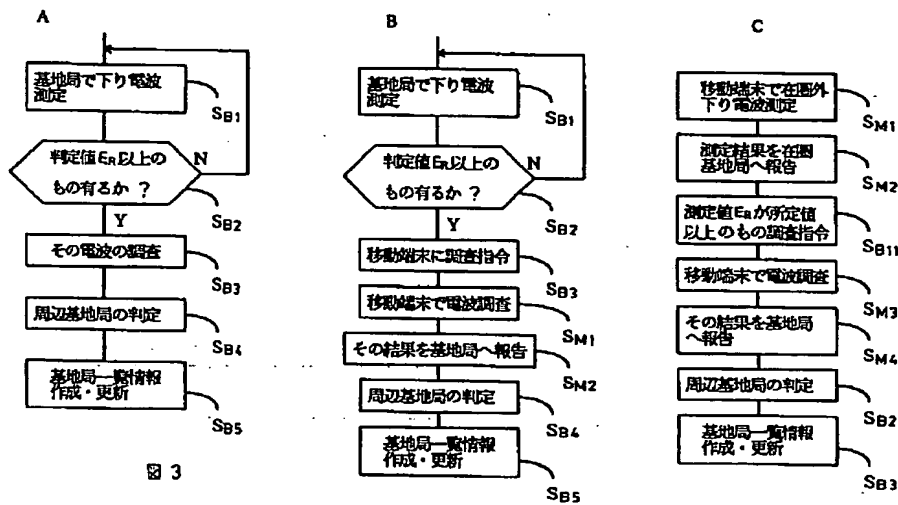 A
基地局で下り電波
測定
SB1
判定値ER以上の
もの有るか?
N
SB2
Y
その電波の調査
SB3
周辺基地局の判定
SB4
基地局一覧情報
作成・更新
SB5
図3
B
基地局で下り電波
測定
SB1
判定値ER以上の
もの有るか?
N
SB2
Y
移動端末に調査指令
SB3
移動端末で電波調査
SM1
その結果を基地局へ報告
SM2
周辺基地局の判定
SB4
基地局一覧情報
作成・更新
SB5
C
移動端末で在圏外
下り電波測定
SM1
測定結果を在圏
基地局へ報告
SM2
測定値ERが所定値
以上のもの調査指令
SB11
移動端末で電波調査
SM3
その結果を基地局
へ報告
SM4
周辺基地局の判定
SB2
基地局一覧情報
作成・更新
SB3